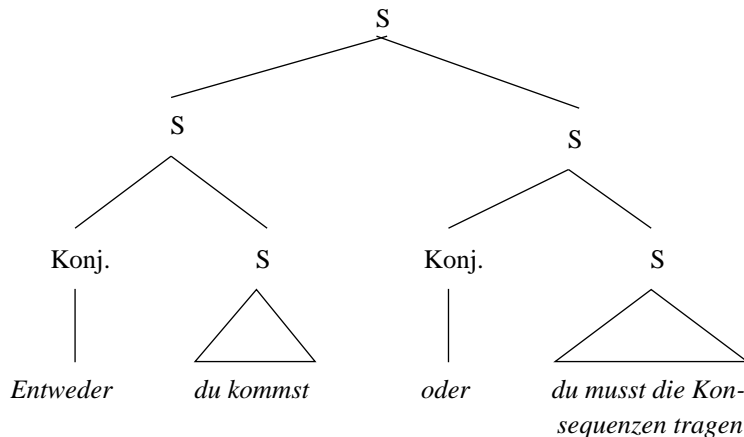 S
S S
Konj. S Konj. S
Entweder du kommst oder du musst die Kon-
sequenzen tragen